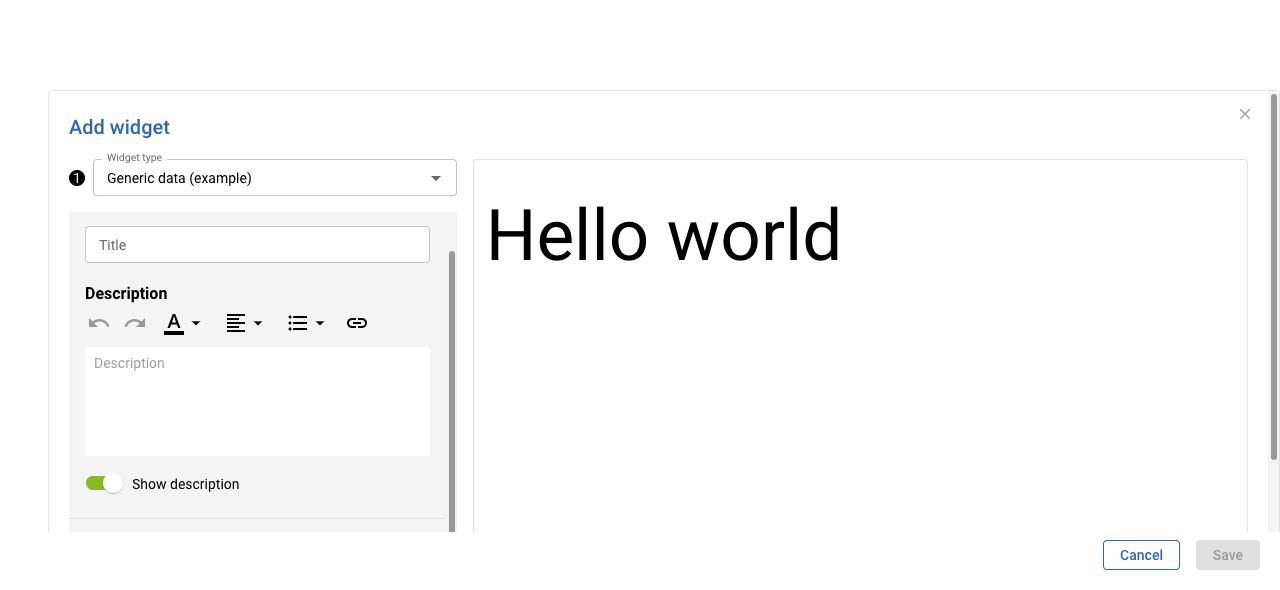 Add widget
Widget type
1 Generic data (example)
Hello world
Title
Description
A
Description
Show description
Cancel Save